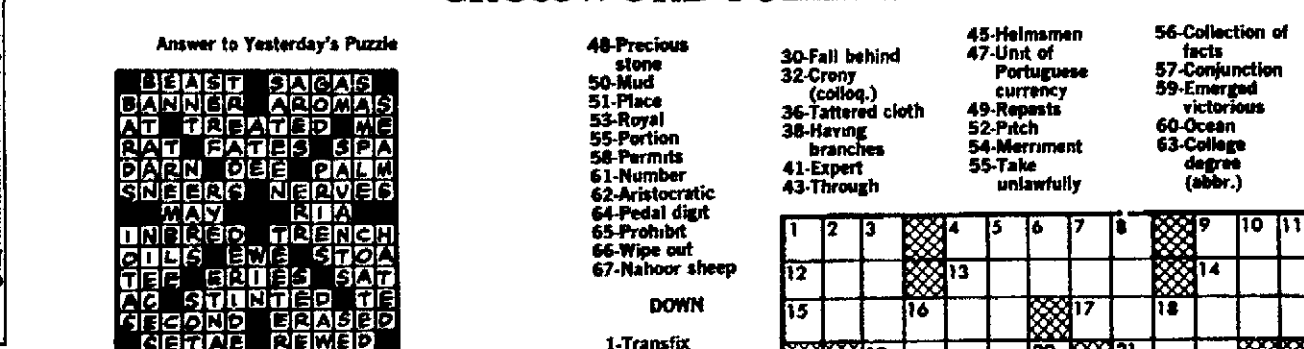 Answer to Yesterday's Puzzle
BEAST SAGAS
BANNER AROMAS
AT TREATED ME
RAT FATES SPA
DARN DEE PALM
SNEERS NERVES
MAY RIA
INBRED TRENCH
OILS EWE STOA
TEE ERIES SAT
AC STINTED TE
SECOND ERASED
SETAE REWED
48-Precious
stone
50-Mud
51-Place
53-Royal
55-Portion
58-Permits
61-Number
62-Aristocratic
64-Pedal digit
65-Prohibit
66-Wipe out
67-Nahoor sheep
DOWN
1-Transfix
30-Fall behind
32-Crony
(colloq.)
36-Tattered cloth
38-Having
branches
41-Expert
43-Through
45-Helmsman
47-Unit of
Portuguese
currency
49-Repasts
52-Pitch
54-Merriment
55-Take
unlawfully
56-Collection of
facts
57-Conjunction
59-Emerged
victorious
60-Ocean
63-College
degree
(abbr.)
1 2 3 4 5 6 7 8 9 10 11
12 13 14
15 16 17 18